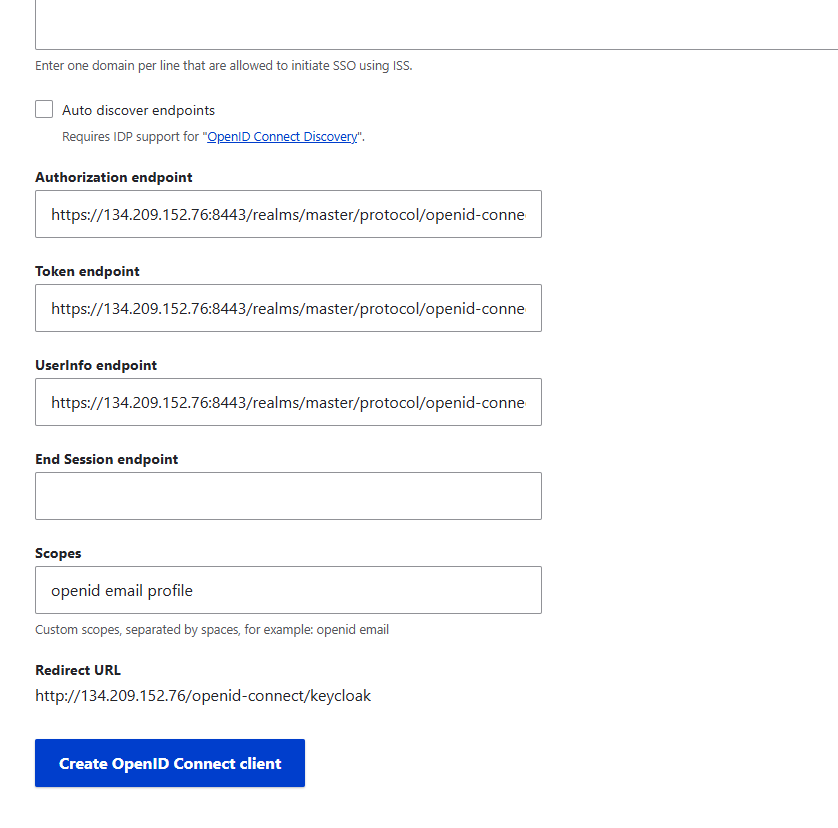 Enter one domain per line that are allowed to initiate SSO using ISS.
Auto discover endpoints
Requires IDP support for "OpenID Connect Discovery".
Authorization endpoint
https://134.209.152.76:8443/realms/master/protocol/openid-conne
Token endpoint
https://134.209.152.76:8443/realms/master/protocol/openid-conne
UserInfo endpoint
https://134.209.152.76:8443/realms/master/protocol/openid-conne
End Session endpoint
Scopes
openid email profile
Custom scopes, separated by spaces, for example: openid email
Redirect URL
http://134.209.152.76/openid-connect/keycloak
Create OpenID Connect client